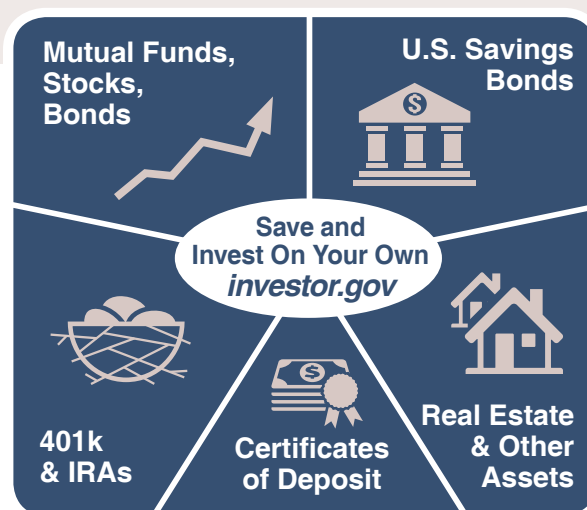 Mutual Funds,
Stocks,
Bonds
U.S. Savings
Bonds
Save and
Invest On Your Own
investor.gov
401k
& IRAs
Certificates
of Deposit
Real Estate
& Other
Assets